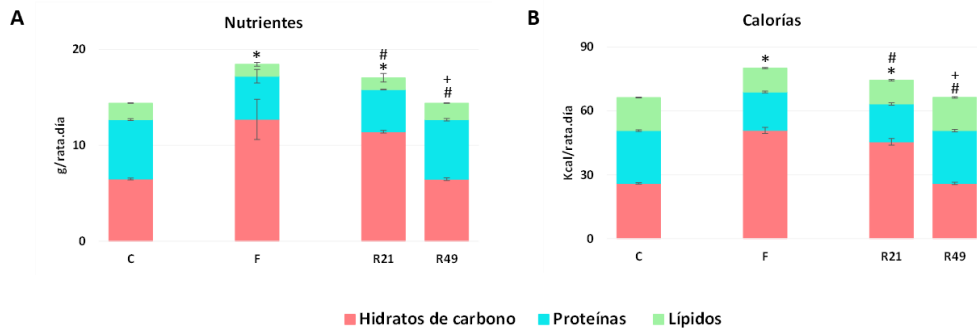 A
Nutrientes
20
10
0
g/rata.día
*
#
*
+
#
C
F
R21
R49
B
Calorías
90
60
30
0
Kcal/rata.día
*
#
*
+
#
C
F
R21
R49
Hidratos de carbono
Proteínas
Lípidos